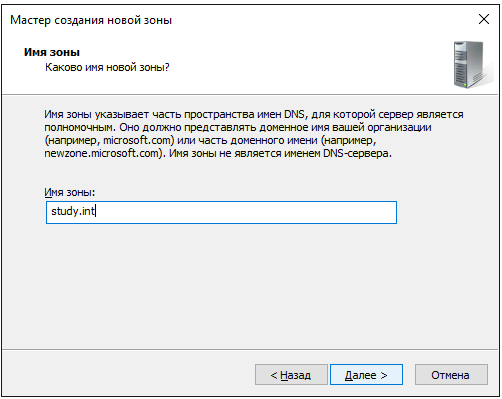 Мастер создания новой зоны
Имя зоны
Каково имя новой зоны?
Имя зоны указывает часть пространства имен DNS, для которой сервер является
полномочным. Оно должно представлять доменное имя вашей организации
(например, microsoft.com) или часть доменного имени (например,
newzone.microsoft.com). Имя зоны не является именем DNS-сервера.
Имя зоны:
study.int
< Назад
Далее >
Отмена